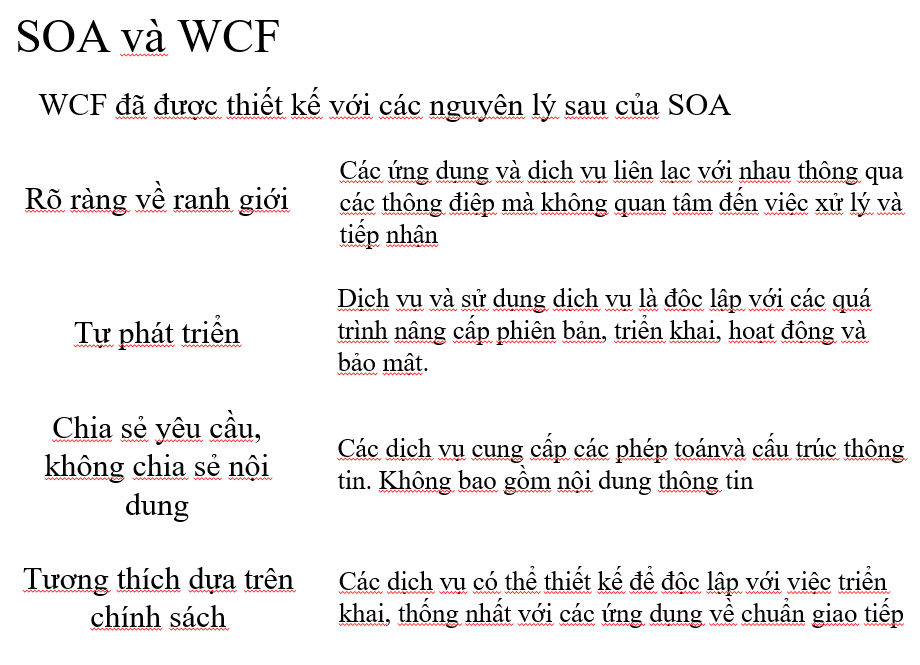 SOA và WCF
WCF đã được thiết kế với các nguyên lý sau của SOA
Rõ ràng về ranh giới
Các ứng dụng và dịch vụ liên lạc với nhau thông qua
các thông điệp mà không quan tâm đến việc xử lý và
tiếp nhận
Tự phát triển
Dịch vụ và sử dụng dịch vụ là độc lập với các quá
trình nâng cấp phiên bản, triển khai, hoạt động và
bảo mật.
Chia sẻ yêu cầu,
không chia sẻ nội
dung
Các dịch vụ cung cấp các phép toánvà cấu trúc thông
tin. Không bao gồm nội dung thông tin
Tương thích dựa trên
chính sách
Các dịch vụ có thể thiết kế để độc lập với việc triển
khai, thống nhất với các ứng dụng về chuẩn giao tiếp